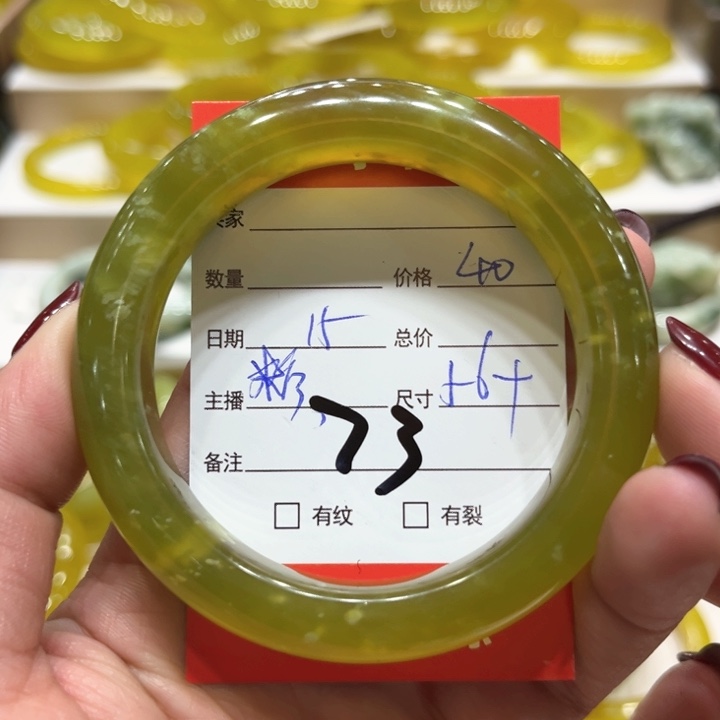 家
数量 价格 40
日期 15 总价
主播 尺寸 56+
备注
73
□ 有纹 □ 有裂